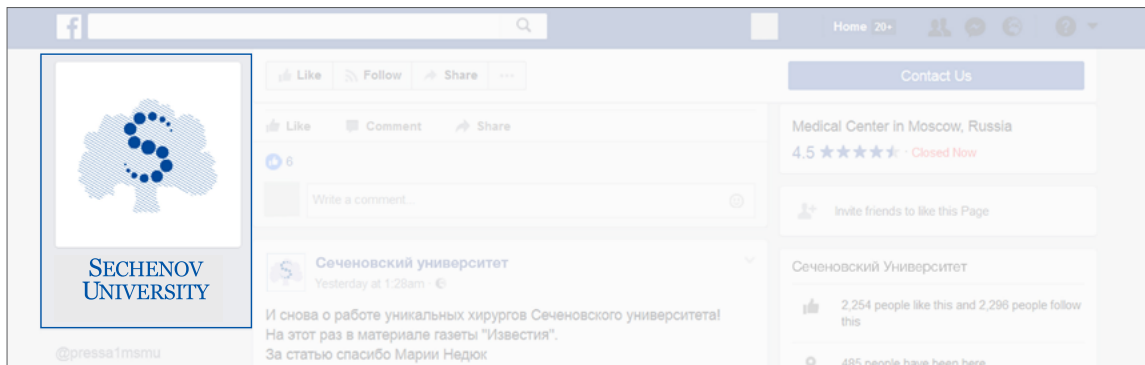 f
Home 20+
Like
Follow
Share
Contact Us
SECHENOV
UNIVERSITY
@pressa1msmu
Like
Comment
Share
6
Write a comment...
Сеченовский университет
Yesterday at 1:28am
И снова о работе уникальных хирургов Сеченовского университета!
На этот раз в материале газеты "Известия".
За статью спасибо Марии Недюк
Medical Center in Moscow, Russia
4.5 ★★★★★ · Closed Now
Invite friends to like this Page
Сеченовский Университет
2,254 people like this and 2,296 people follow
this
485 people have been here